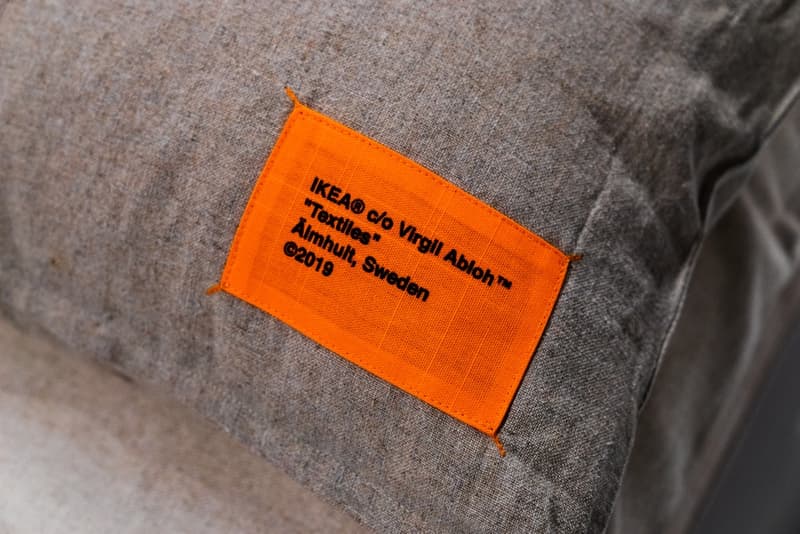 IKEA® c/o Virgil Abloh™
"Textiles"
Älmhult, Sweden
©2019